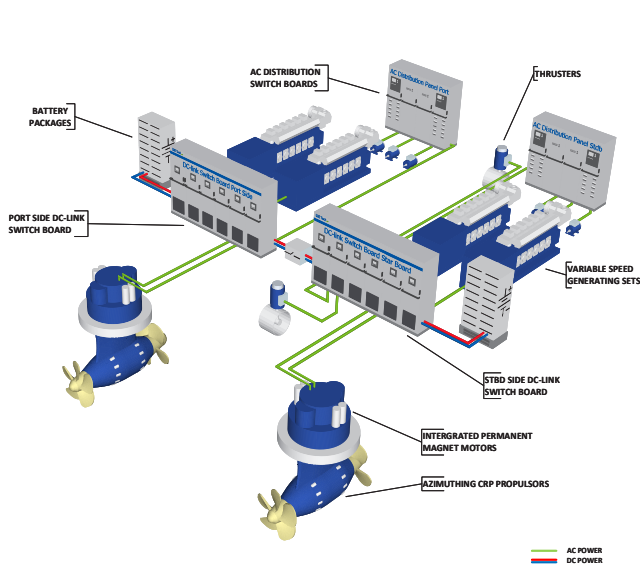 AC DISTRIBUTION
SWITCH BOARDS
AC Distribution Panel Port
THRUSTERS
BATTERY
PACKAGES
AC Distribution Panel Stdb
DC-link Switch Board Port Side
PORT SIDE DC-LINK
SWITCH BOARD
DC-link Switch Board Star Board
VARIABLE SPEED
GENERATING SETS
STBD SIDE DC-LINK
SWITCH BOARD
INTERGRATED PERMANENT
MAGNET MOTORS
AZIMUTHING CRP PROPULSORS
AC POWER
DC POWER